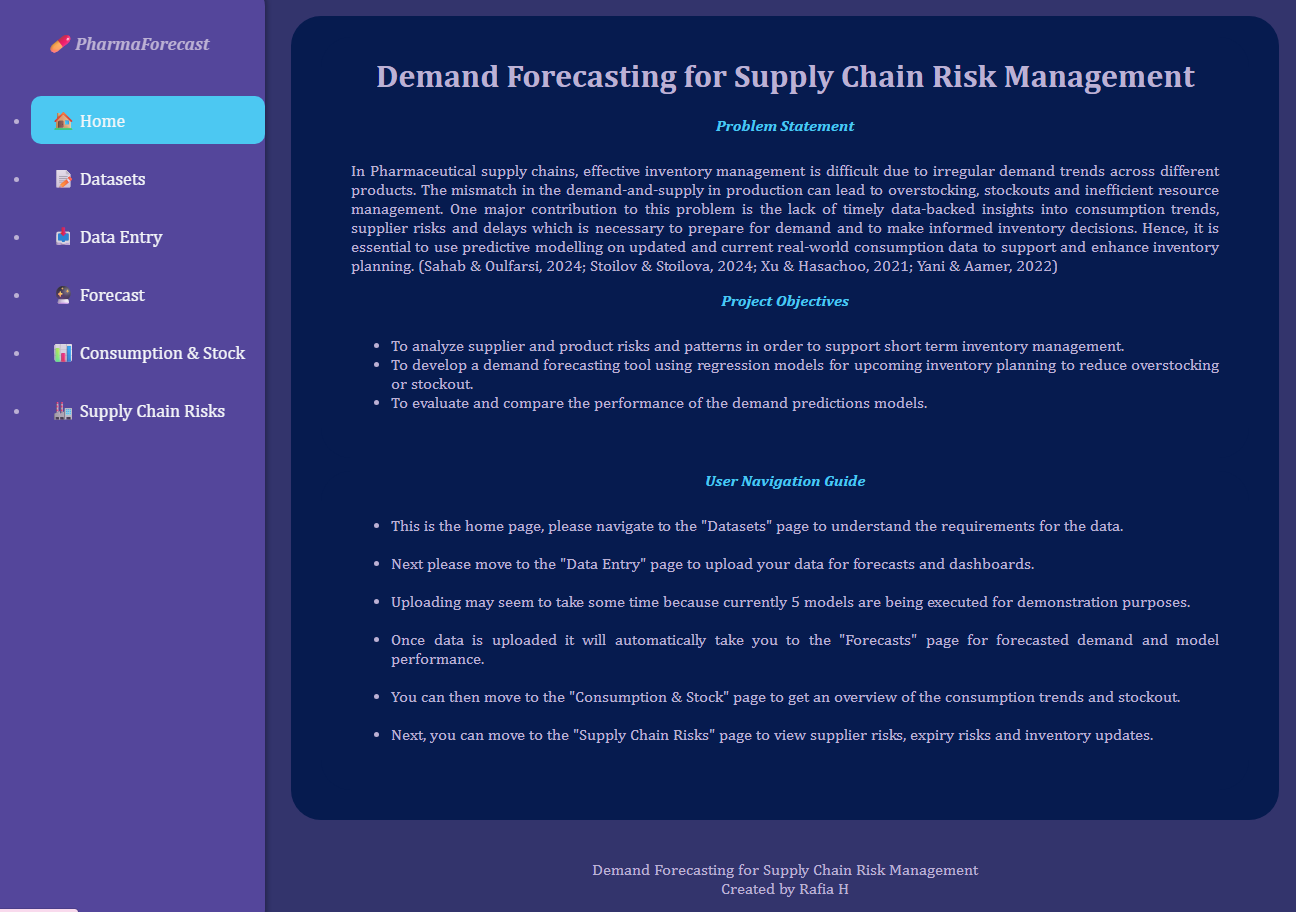 PharmaForecast
Home
Datasets
Data Entry
Forecast
Consumption & Stock
Supply Chain Risks
Demand Forecasting for Supply Chain Risk Management
Problem Statement
In Pharmaceutical supply chains, effective inventory management is difficult due to irregular demand trends across different
products. The mismatch in the demand-and-supply in production can lead to overstocking, stockouts and inefficient resource
management. One major contribution to this problem is the lack of timely data-backed insights into consumption trends,
supplier risks and delays which is necessary to prepare for demand and to make informed inventory decisions. Hence, it is
essential to use predictive modelling on updated and current real-world consumption data to support and enhance inventory
planning. (Sahab & Oulfarsi, 2024; Stoilov & Stoilova, 2024; Xu & Hasachoo, 2021; Yani & Aamer, 2022)
Project Objectives
• To analyze supplier and product risks and patterns in order to support short term inventory management.
• To develop a demand forecasting tool using regression models for upcoming inventory planning to reduce overstocking
or stockout.
• To evaluate and compare the performance of the demand predictions models.
User Navigation Guide
• This is the home page, please navigate to the "Datasets" page to understand the requirements for the data.
• Next please move to the "Data Entry" page to upload your data for forecasts and dashboards.
• Uploading may seem to take some time because currently 5 models are being executed for demonstration purposes.
• Once data is uploaded it will automatically take you to the "Forecasts" page for forecasted demand and model
performance.
• You can then move to the "Consumption & Stock" page to get an overview of the consumption trends and stockout.
• Next, you can move to the "Supply Chain Risks" page to view supplier risks, expiry risks and inventory updates.
Demand Forecasting for Supply Chain Risk Management
Created by Rafia H